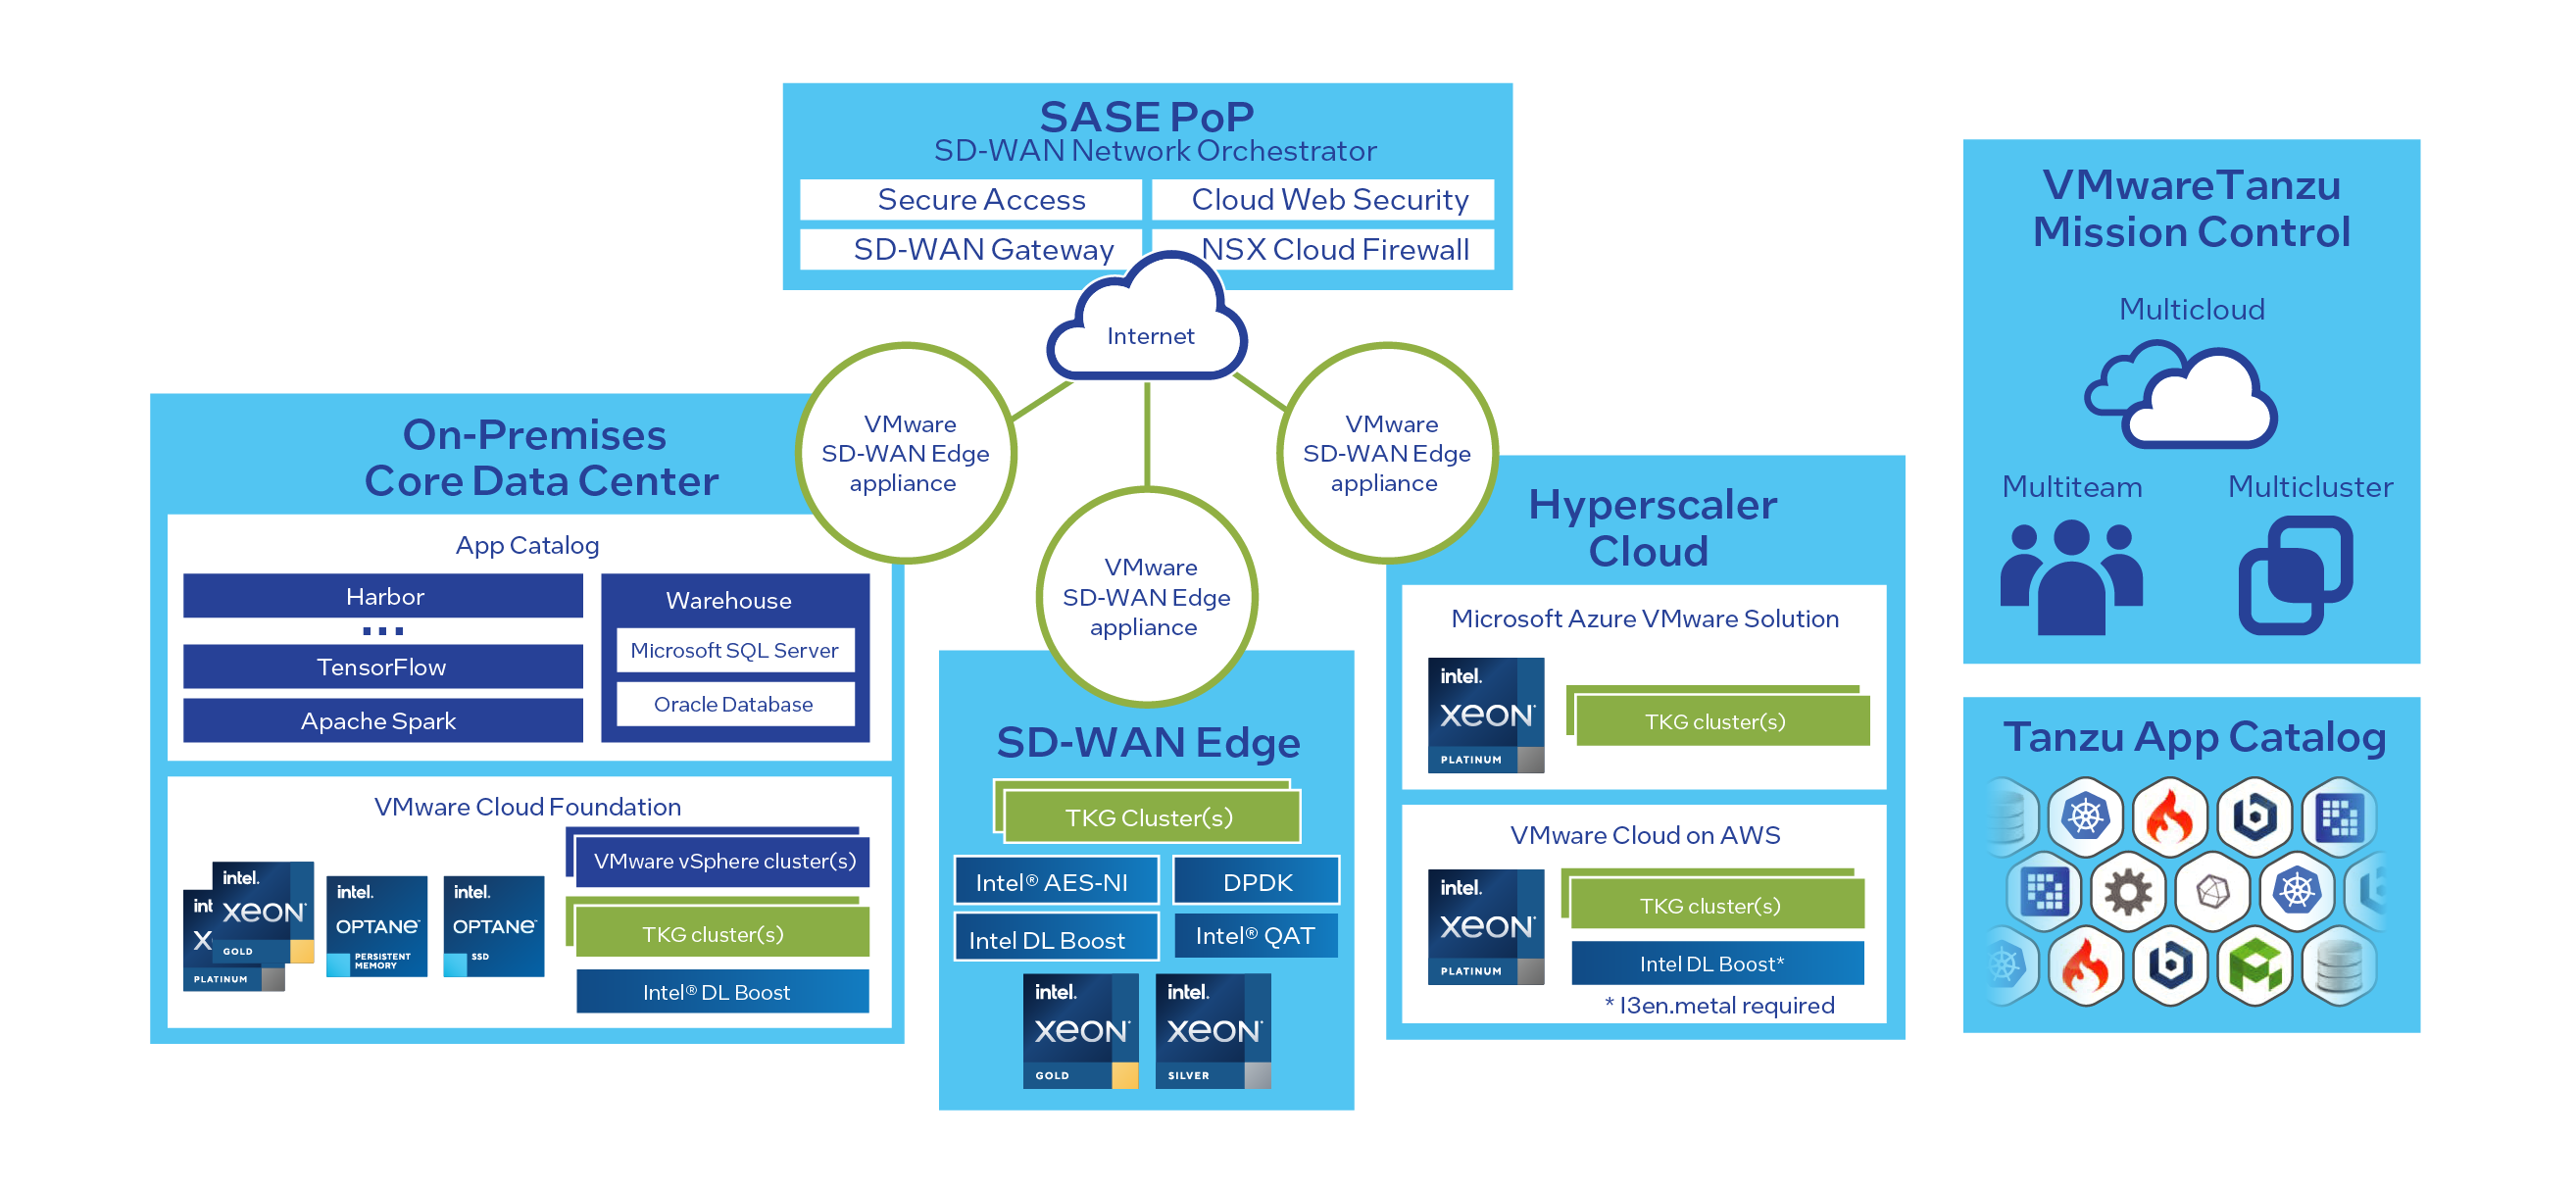 SASE PoP
SD-WAN Network Orchestrator
Secure Access
Cloud Web Security
SD-WAN Gateway
NSX Cloud Firewall
Internet
VMware
SD-WAN Edge
appliance
VMware
SD-WAN Edge
appliance
VMware
SD-WAN Edge
appliance
On-Premises
Core Data Center
App Catalog
Harbor
...
TensorFlow
Apache Spark
Warehouse
Microsoft SQL Server
Oracle Database
VMware Cloud Foundation
intel.
xeon
GOLD
int
x
PLATINUM
intel.
OPTANE™
PERSISTENT
MEMORY
intel.
OPTANE™
SSD
VMware vSphere cluster(s)
TKG cluster(s)
Intel® DL Boost
SD-WAN Edge
TKG Cluster(s)
Intel® AES-NI
DPDK
Intel DL Boost
Intel® QAT
intel.
xeon
GOLD
intel.
xeon
SILVER
Hyperscaler
Cloud
Microsoft Azure VMware Solution
intel.
xeon
PLATINUM
TKG cluster(s)
VMware Cloud on AWS
intel.
xeon
PLATINUM
TKG cluster(s)
Intel DL Boost*
* I3en.metal required
VMware Tanzu
Mission Control
Multicloud
Multiteam
Multicluster
Tanzu App Catalog